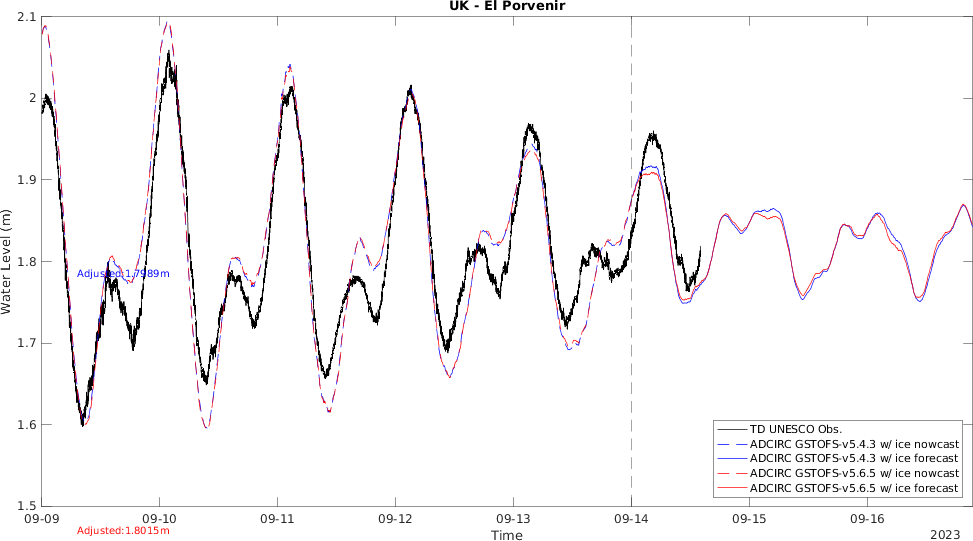 UK - El Porvenir
Water Level (m)
2.1
2
1.9
1.8
1.7
1.6
1.5
Adjusted:1.7989m
TD UNESCO Obs.
ADCIRC GSTOFS-v5.4.3 w/ ice nowcast
ADCIRC GSTOFS-v5.4.3 w/ ice forecast
ADCIRC GSTOFS-v5.6.5 w/ ice nowcast
ADCIRC GSTOFS-v5.6.5 w/ ice forecast
09-09 09-10 09-11 09-12 09-13 09-14 09-15 09-16
Adjusted:1.8015m
Time
2023